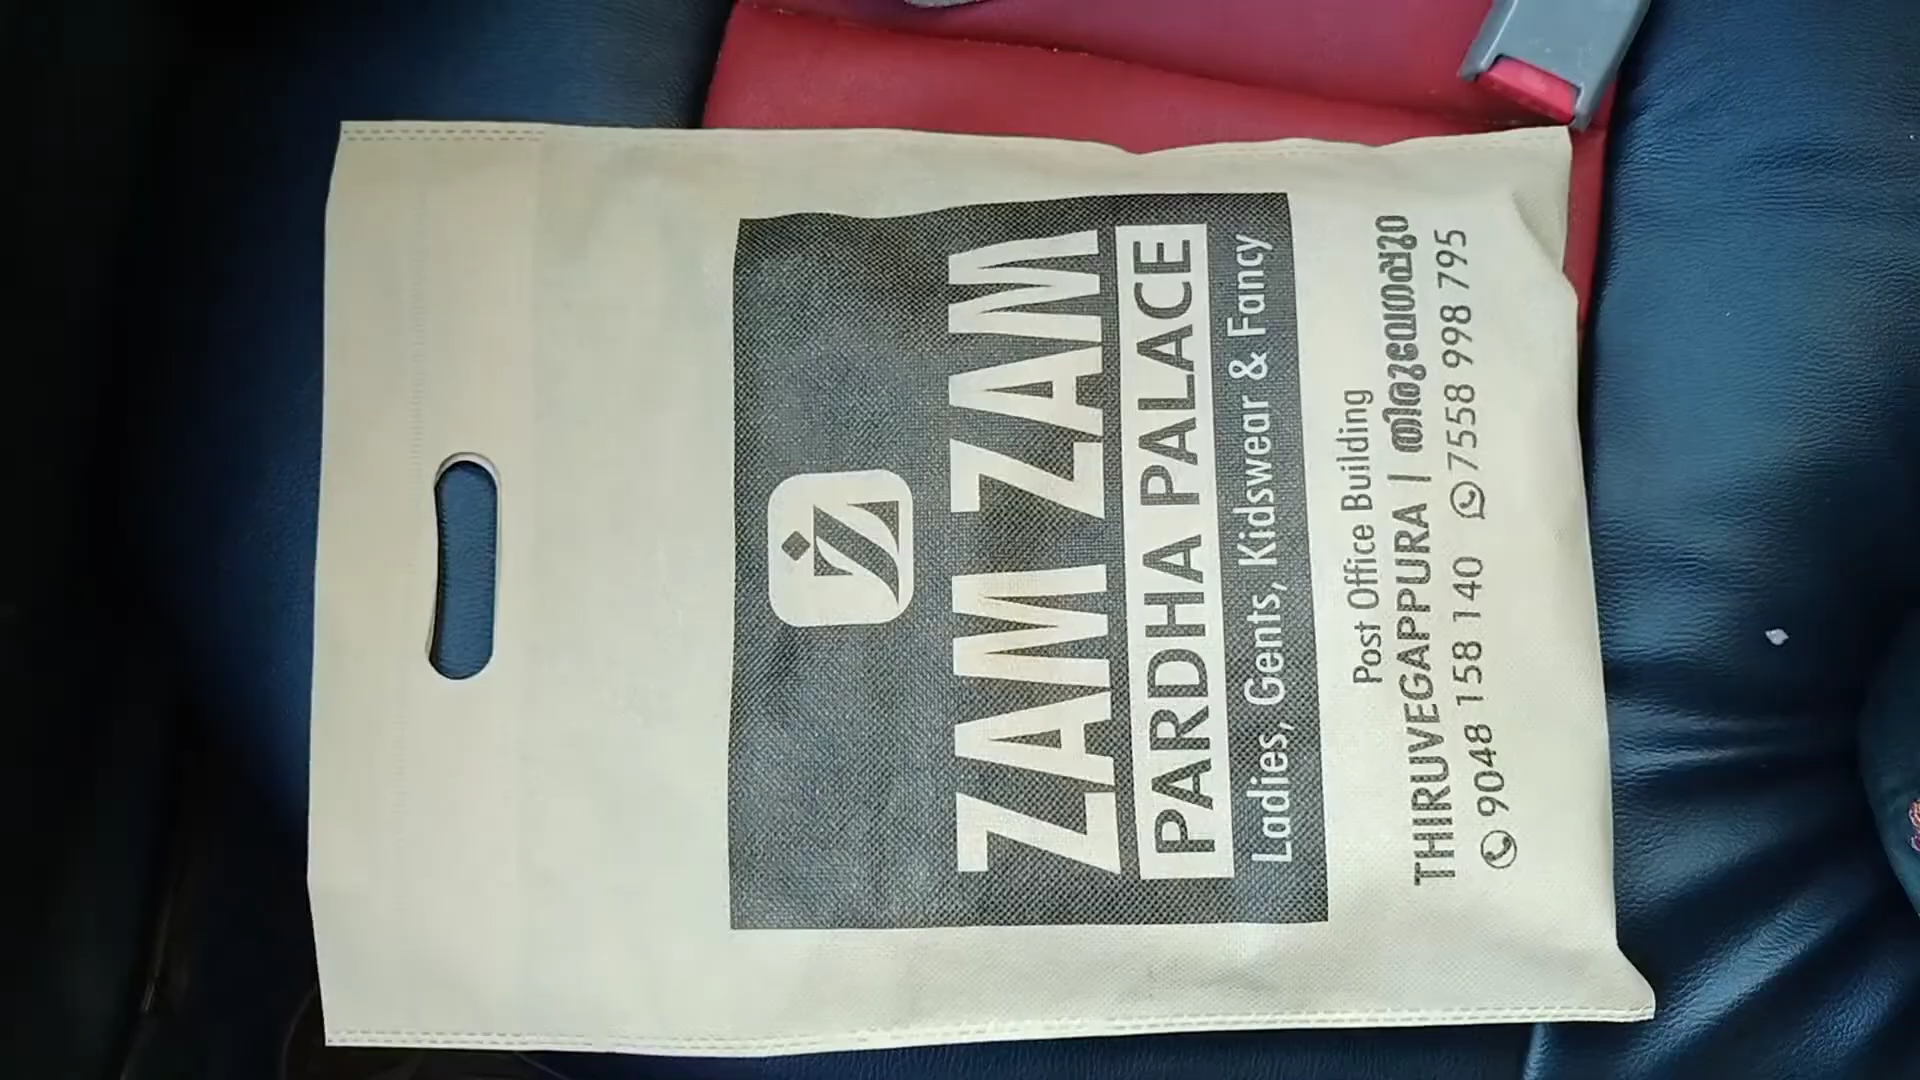 ZAM ZAM
PARDHA PALACE
Ladies, Gents, Kidswear & Fancy
Post Office Building
THIRUVEGAPPURA | തിരുവേഗപ്പുറ
9048 158 140 7558 998 795